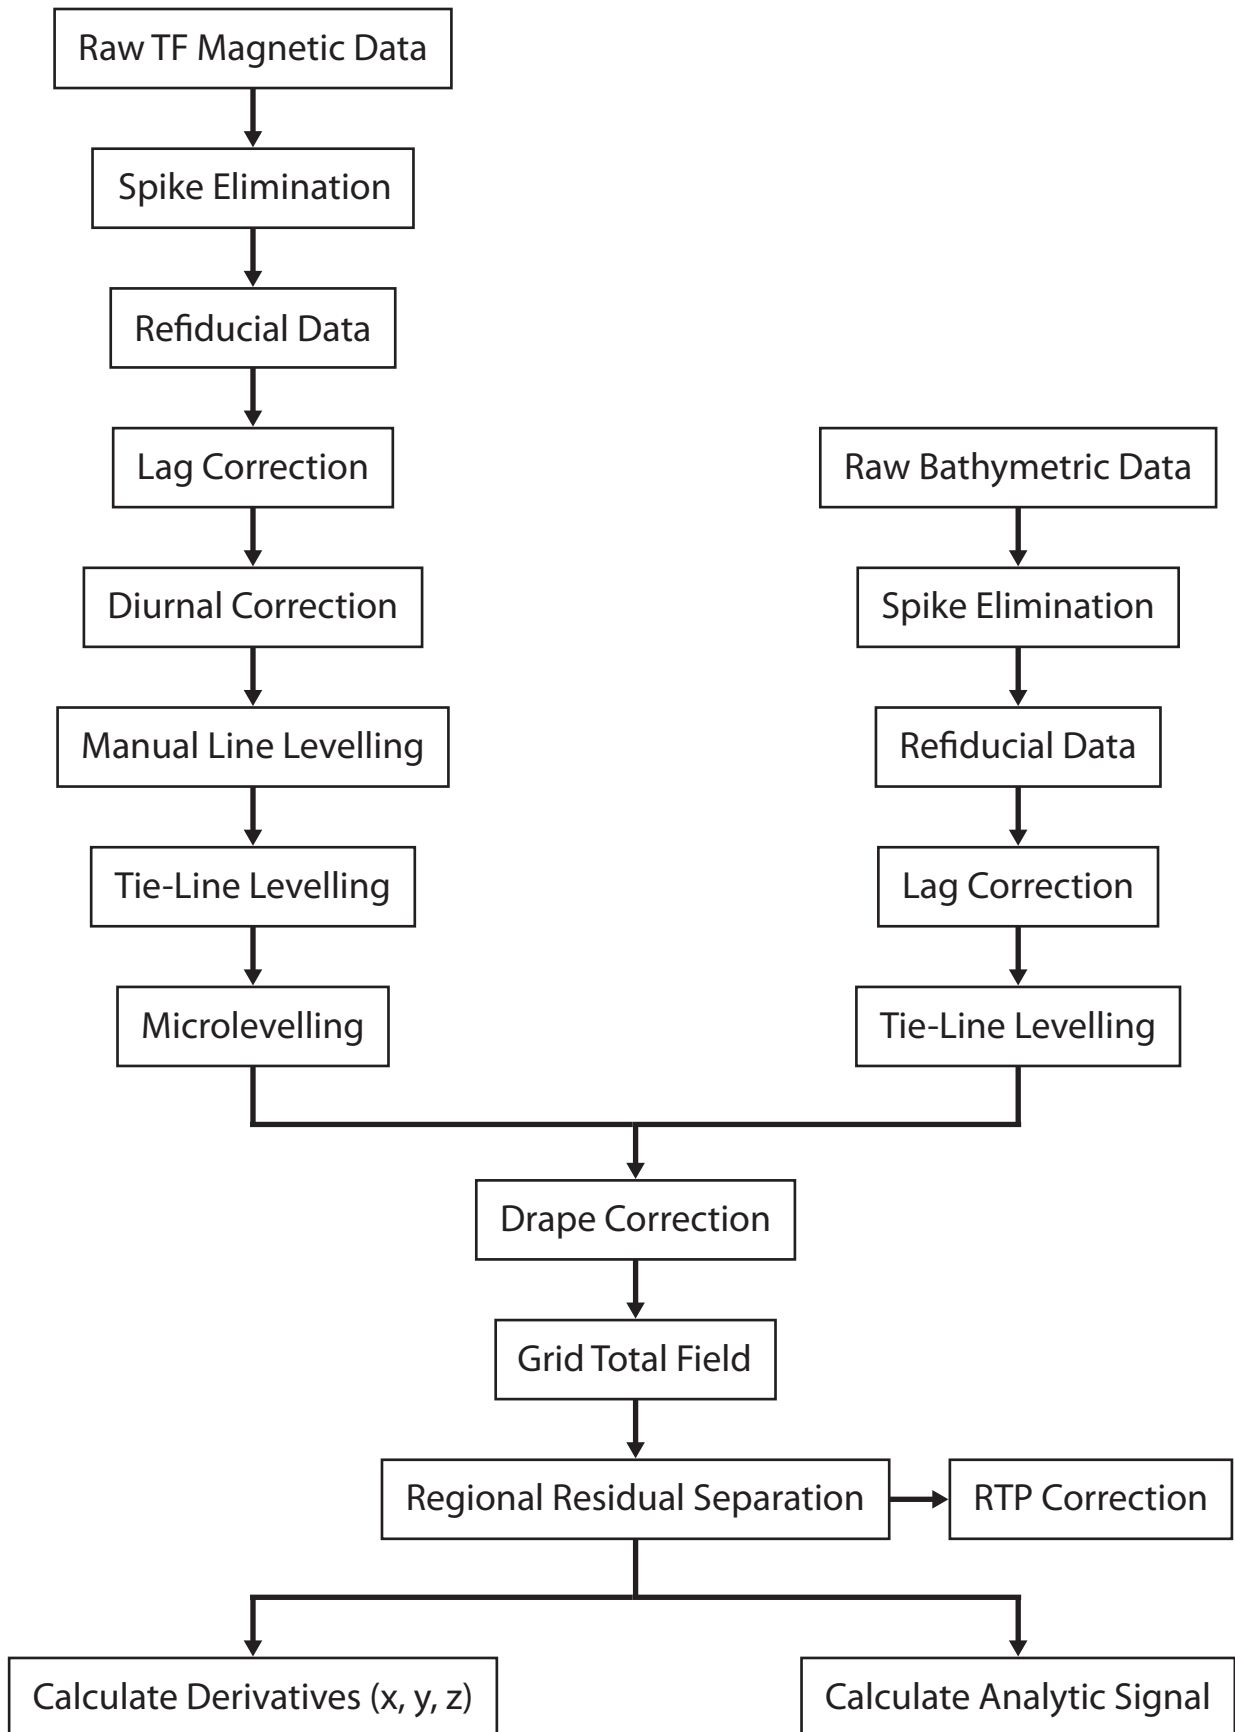 Raw TF Magnetic Data
Spike Elimination
Refiducial Data
Lag Correction
Diurnal Correction
Manual Line Levelling
Tie-Line Levelling
Microlevelling
Raw Bathymetric Data
Spike Elimination
Refiducial Data
Lag Correction
Tie-Line Levelling
Drape Correction
Grid Total Field
Regional Residual Separation
RTP Correction
Calculate Derivatives (x, y, z)
Calculate Analytic Signal